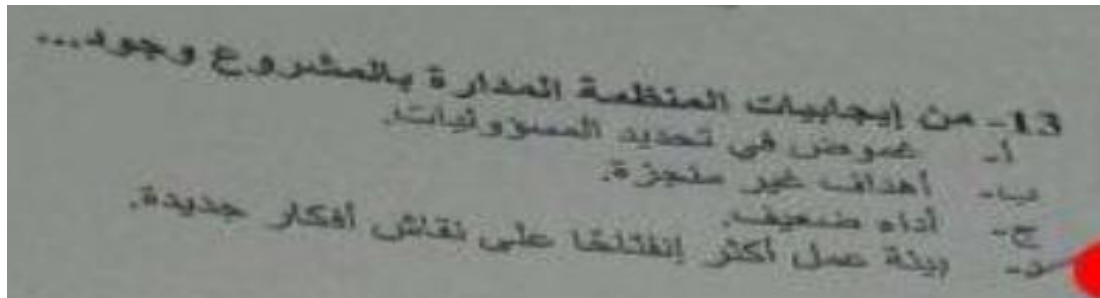 13- من إيجابيات المنظمة المدارة بالمشروع وجود...
أ- غموض في تحديد المسؤوليات.
ب- أهداف غير منجزة.
ج- أداء ضعيف.
د- بيئة عمل أكثر إنفتاحًا على نقاش أفكار جديدة.